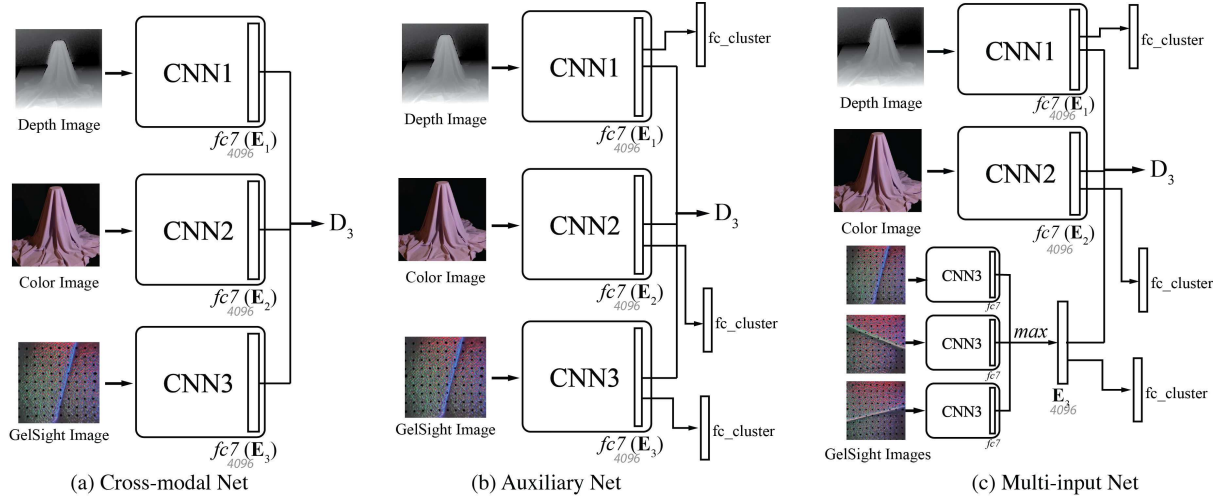 CNN1
Depth Image
fc7 (E1)
4096
CNN2
D3
Color Image
fc7 (E2)
4096
CNN3
GelSight Image
fc7 (E3)
4096
(a) Cross-modal Net
fc_cluster
CNN1
Depth Image
fc7 (E1)
4096
CNN2
D3
Color Image
fc7 (E2)
4096
fc_cluster
CNN3
GelSight Image
fc_cluster
fc7 (E3)
4096
(b) Auxiliary Net
fc_cluster
CNN1
Depth Image
fc7 (E1)
4096
CNN2
D3
Color Image
fc7 (E2)
4096
CNN3
fc7
fc_cluster
CNN3
max
fc7
CNN3
fc7
E3
4096
fc_cluster
GelSight Images
(c) Multi-input Net